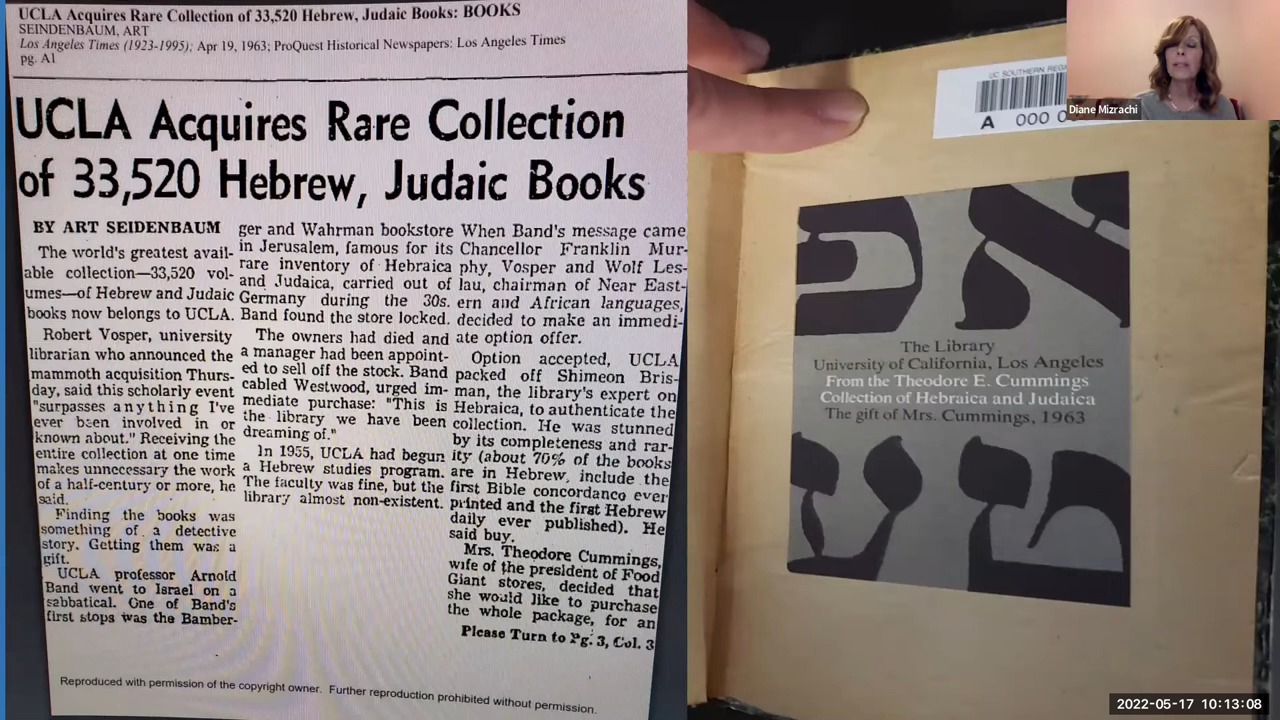 UCLA Acquires Rare Collection of 33,520 Hebrew, Judaic Books: BOOKS
SEINDENBAUM, ART
Los Angeles Times (1923-1995); Apr 19, 1963; ProQuest Historical Newspapers: Los Angeles Times
pg. A1
UCLA Acquires Rare Collection
of 33,520 Hebrew, Judaic Books
BY ART SEIDENBAUM
The world's greatest avail-
able collection—33,520 vol-
umes—of Hebrew and Judaic
books now belongs to UCLA.
Robert Vosper, university
librarian who announced the
mammoth acquisition Thurs-
day, said this scholarly event
"surpasses anything I've
ever been involved in or
known about." Receiving the
entire collection at one time
makes unnecessary the work
of a half-century or more, he
said.
Finding the books was
something of a detective
story. Getting them was a
gift.
UCLA professor Arnold
Band went to Israel on a
sabbatical. One of Band's
first stops was the Bamber-
ger and Wahrman bookstore
in Jerusalem, famous for its
rare inventory of Hebraica
and Judaica, carried out of
Germany during the 30s.
Band found the store locked.
The owners had died and
a manager had been appoint-
ed to sell off the stock. Band
cabled Westwood, urged im-
mediate purchase: "This is
the library we have been
dreaming of."
In 1955, UCLA had begun
a Hebrew studies program.
The faculty was fine, but the
library almost non-existent.
When Band's message came
Chancellor Franklin Mur-
phy, Vosper and Wolf Les-
lau, chairman of Near East-
ern and African languages,
decided to make an immedi-
ate option offer.
Option accepted, UCLA
packed off Shimeon Bris-
man, the library's expert on
Hebraica, to authenticate the
collection. He was stunned
by its completeness and rar-
ity (about 70% of the books
are in Hebrew, include the
first Bible concordance ever
printed and the first Hebrew
daily ever published). He
said buy.
Mrs. Theodore Cummings,
wife of the president of Food
Giant stores, decided that
she would like to purchase
the whole package, for an
Please Turn to Pg. 3, Col. 3
Reproduced with permission of the copyright owner. Further reproduction prohibited without permission.
UC SOUTHERN
A 000
The Library
University of California, Los Angeles
From the Theodore E. Cummings
Collection of Hebraica and Judaica
The gift of Mrs. Cummings, 1963
Diane Mizrachi
2022-05-17 10:13:08